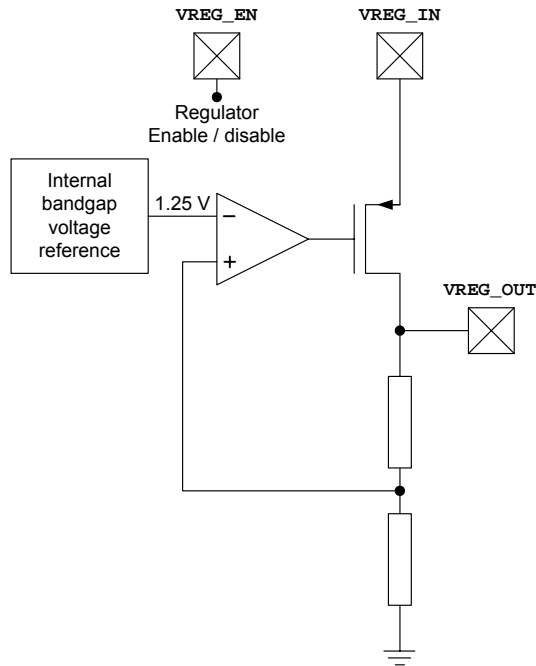 VREG_EN
VREG_IN
Regulator
Enable / disable
Internal
bandgap
voltage
reference
1.25 V
−
+
VREG_OUT